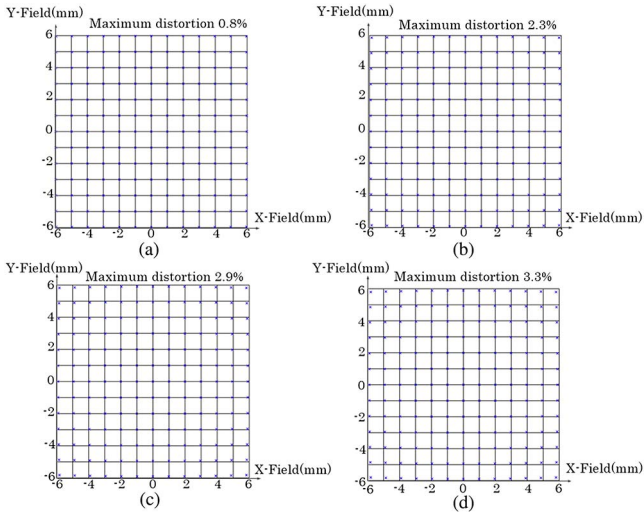 Y-Field(mm)
Maximum distortion 0.8%
6
4
2
0
-2
-4
-6
-6 -4 -2 0 2 4 6
X-Field(mm)
(a)
Y-Field(mm)
Maximum distortion 2.3%
6
4
2
0
-2
-4
-6
-6 -4 -2 0 2 4 6
X-Field(mm)
(b)
Y-Field(mm)
Maximum distortion 2.9%
6
4
2
0
-2
-4
-6
-6 -4 -2 0 2 4 6
X-Field(mm)
(c)
Y-Field(mm)
Maximum distortion 3.3%
6
4
2
0
-2
-4
-6
-6 -4 -2 0 2 4 6
X-Field(mm)
(d)